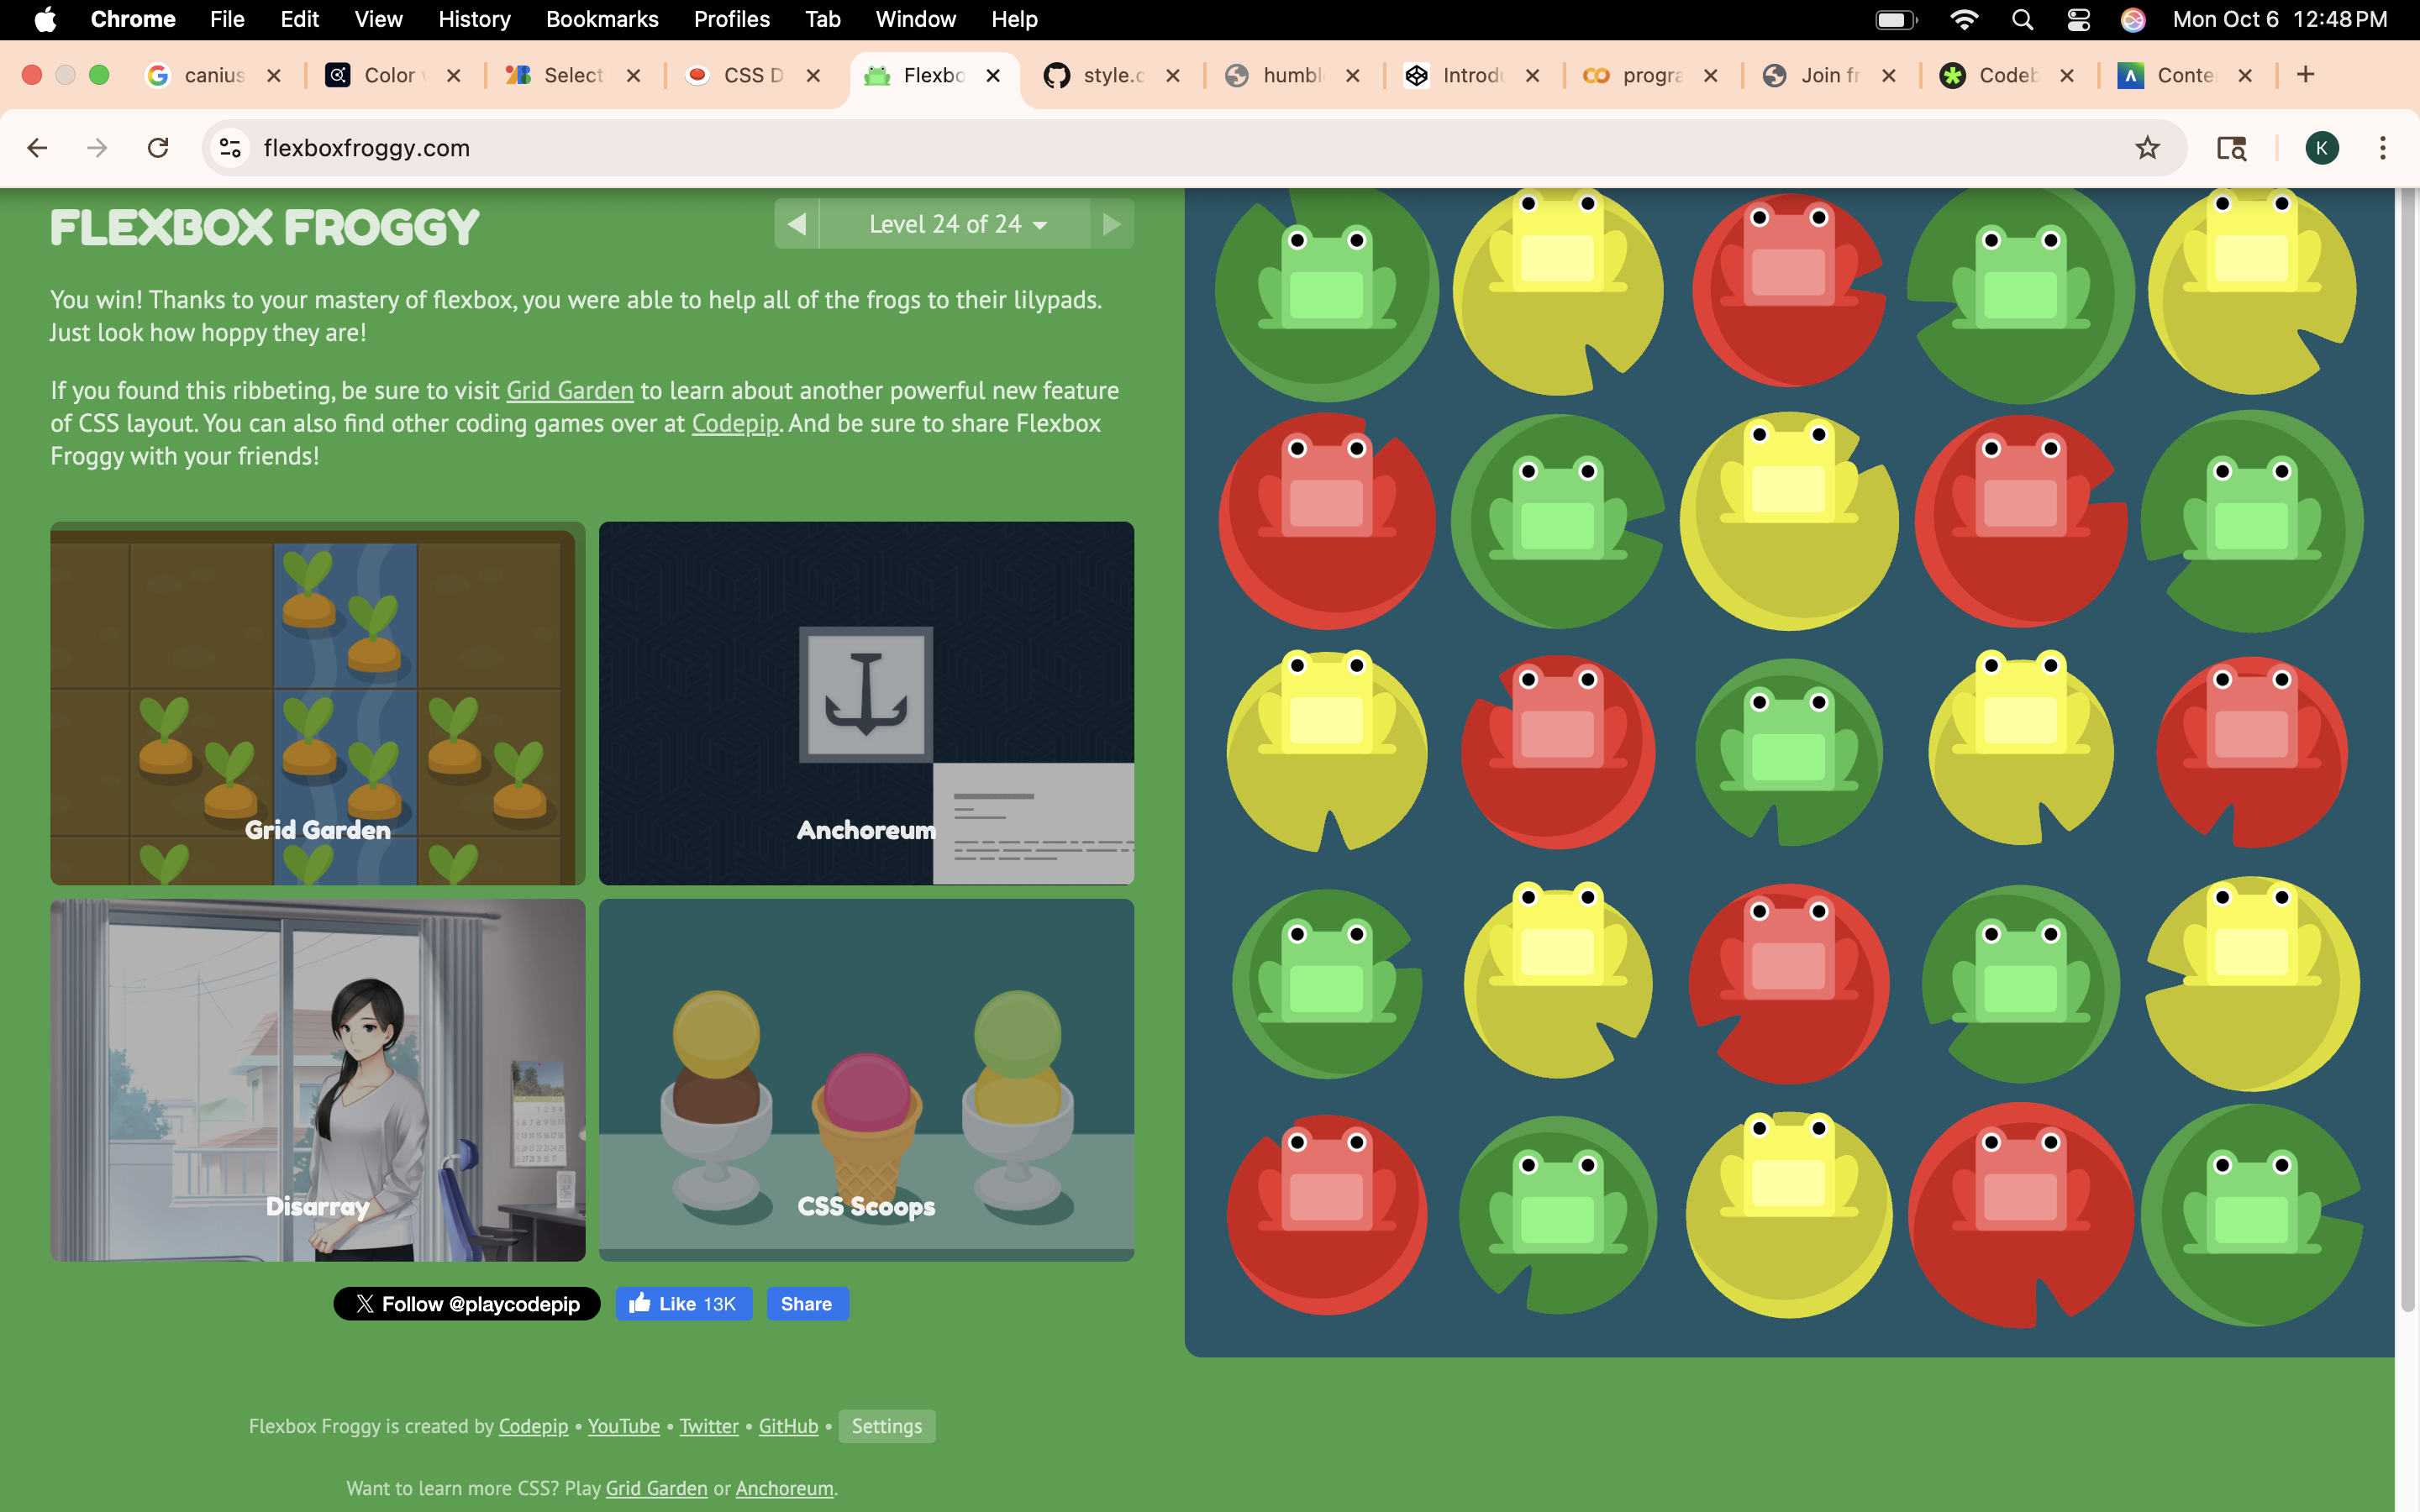 Chrome File Edit View History Bookmarks Profiles Tab Window Help Mon Oct 6 12:48 PM
canius Color Select CSS D Flexbo style.c humbl Introdu progra Join fr Codeb Conte
flexboxfroggy.com K
FLEXBOX FROGGY
Level 24 of 24
You win! Thanks to your mastery of flexbox, you were able to help all of the frogs to their lilypads.
Just look how hoppy they are!
If you found this ribbeting, be sure to visit Grid Garden to learn about another powerful new feature
of CSS layout. You can also find other coding games over at Codepip. And be sure to share Flexbox
Froggy with your friends!
Grid Garden
Anchoreum
Disarray
CSS Scoops
X Follow @playcodepip Like 13K Share
Flexbox Froggy is created by Codepip • YouTube • Twitter • GitHub • Settings
Want to learn more CSS? Play Grid Garden or Anchoreum.